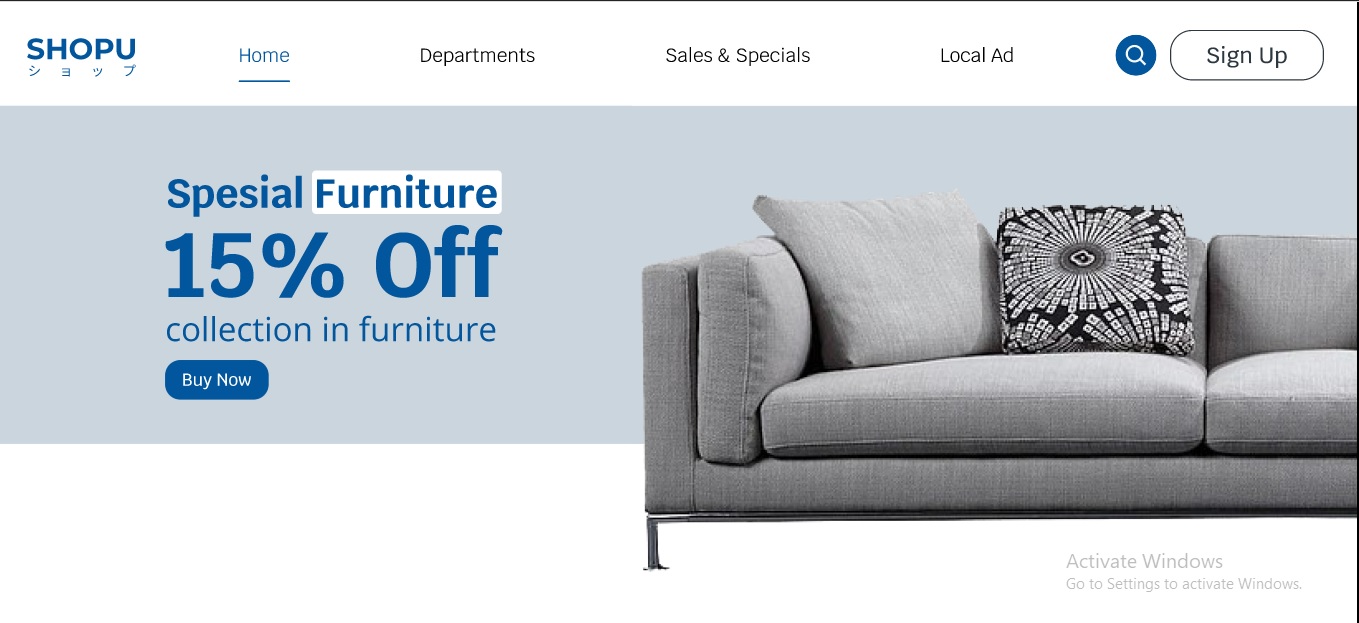 SHOPU
ショップ
Home
Departments
Sales & Specials
Local Ad
Sign Up
Spesial Furniture
15% Off
collection in furniture
Buy Now
Activate Windows
Go to Settings to activate Windows.